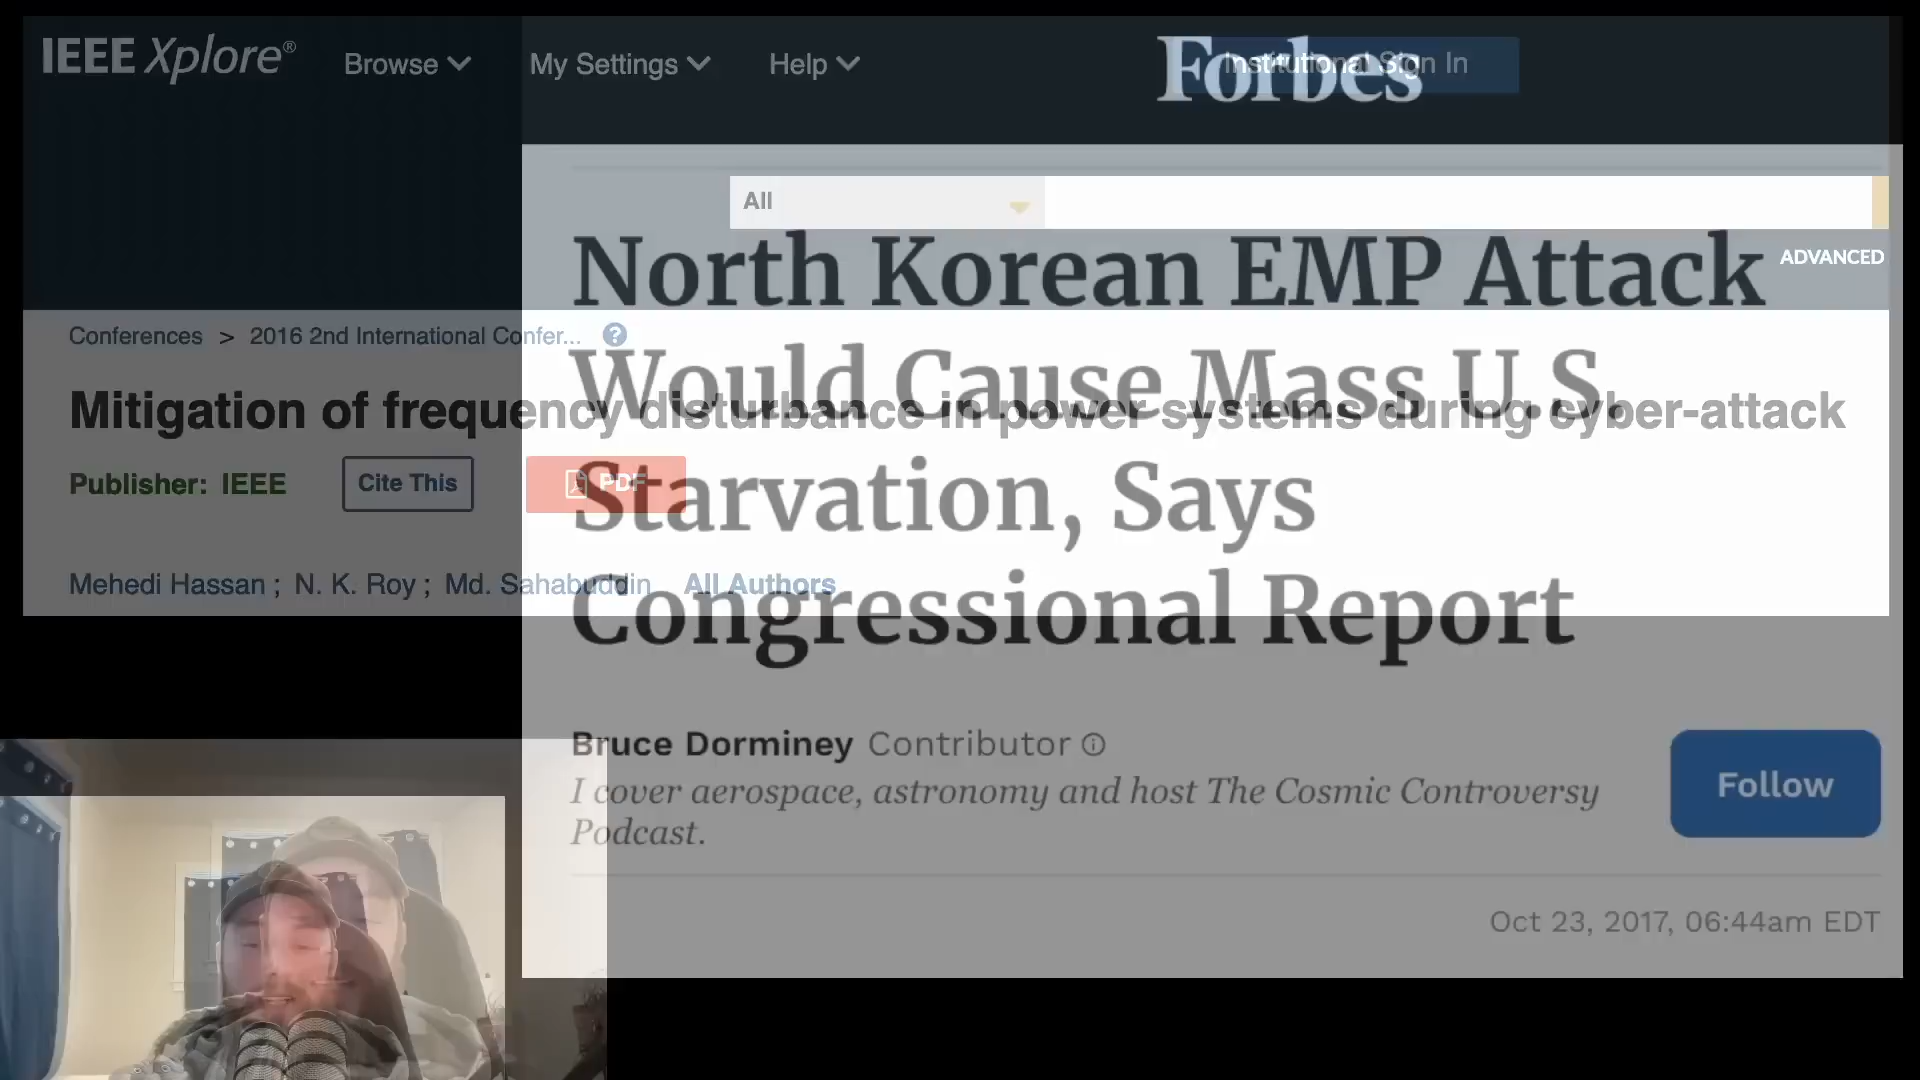 IEEE Xplore®
Browse
My Settings
Help
Institutional Sign In
Forbes
All
ADVANCED
North Korean EMP Attack
Would Cause Mass U.S.
Starvation, Says
Congressional Report
Conferences > 2016 2nd International Confer...
Mitigation of frequency disturbance in power systems during cyber-attack
Publisher: IEEE
Cite This
PDF
Mehedi Hassan ; N. K. Roy ; Md. Sahabuddin All Authors
Bruce Dorminey Contributor
I cover aerospace, astronomy and host The Cosmic Controversy
Podcast.
Follow
Oct 23, 2017, 06:44am EDT